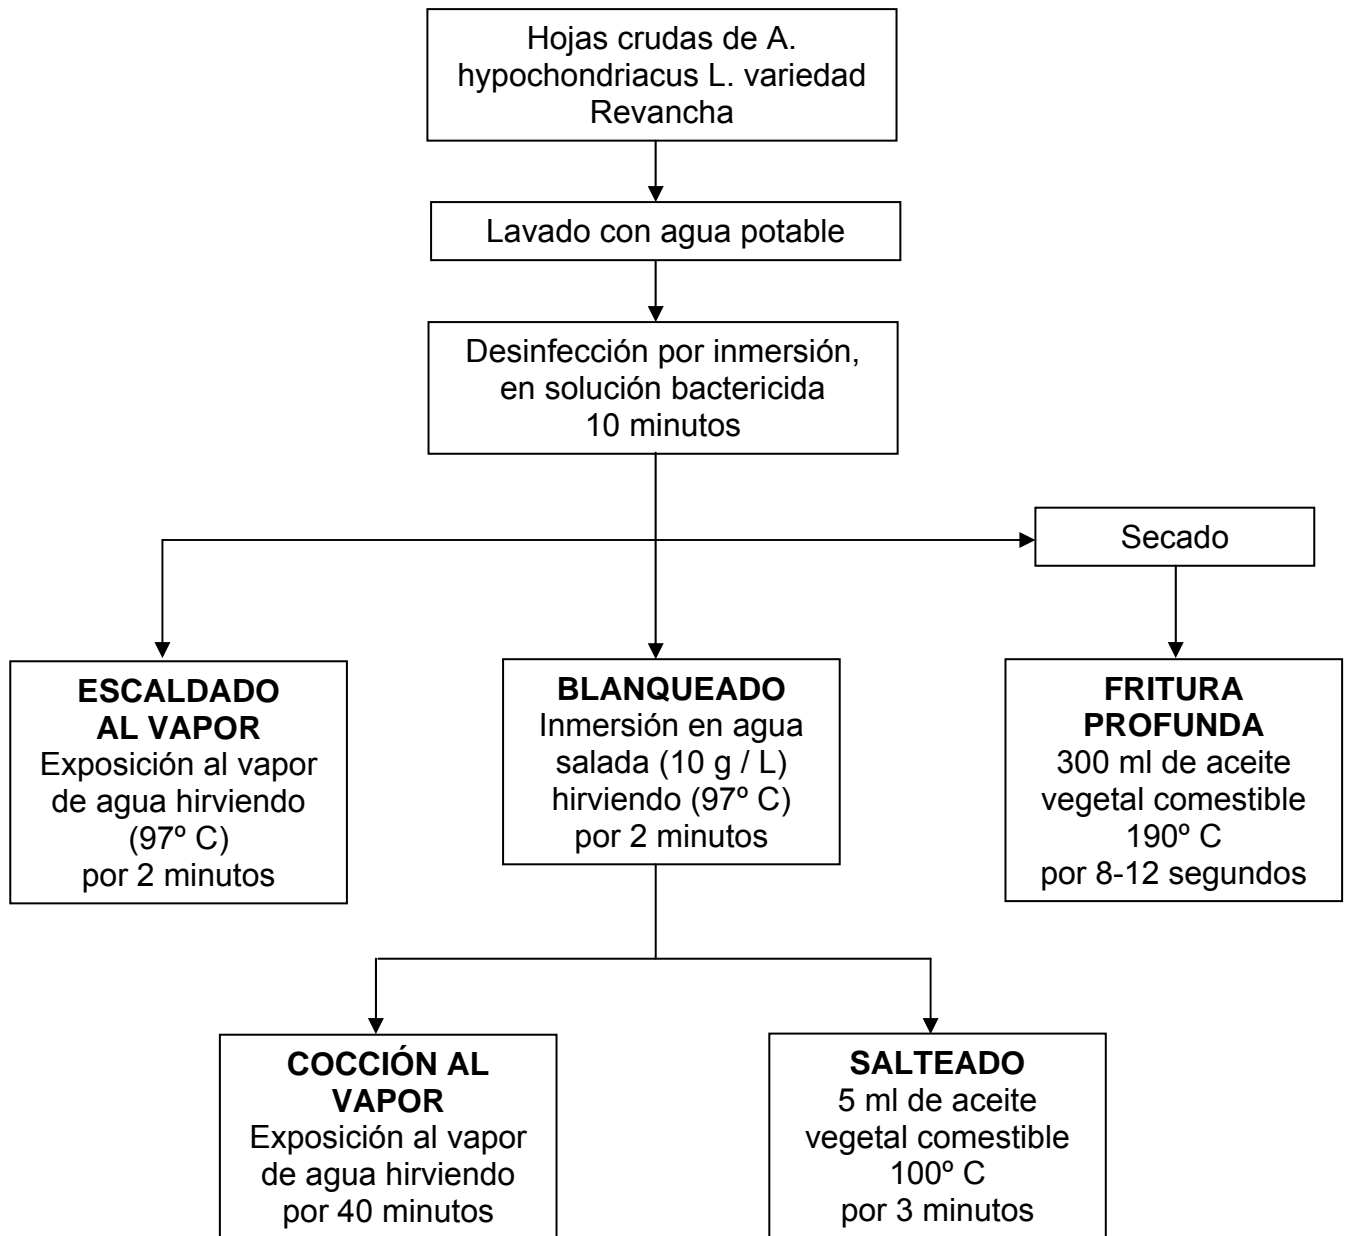 Hojas crudas de A.
hypochondriacus L. variedad
Revancha
Lavado con agua potable
Desinfección por inmersión,
en solución bactericida
10 minutos
Secado
ESCALDADO
AL VAPOR
Exposición al vapor
de agua hirviendo
(97º C)
por 2 minutos
BLANQUEADO
Inmersión en agua
salada (10 g / L)
hirviendo (97º C)
por 2 minutos
FRITURA
PROFUNDA
300 ml de aceite
vegetal comestible
190º C
por 8-12 segundos
COCCIÓN AL
VAPOR
Exposición al vapor
de agua hirviendo
por 40 minutos
SALTEADO
5 ml de aceite
vegetal comestible
100º C
por 3 minutos